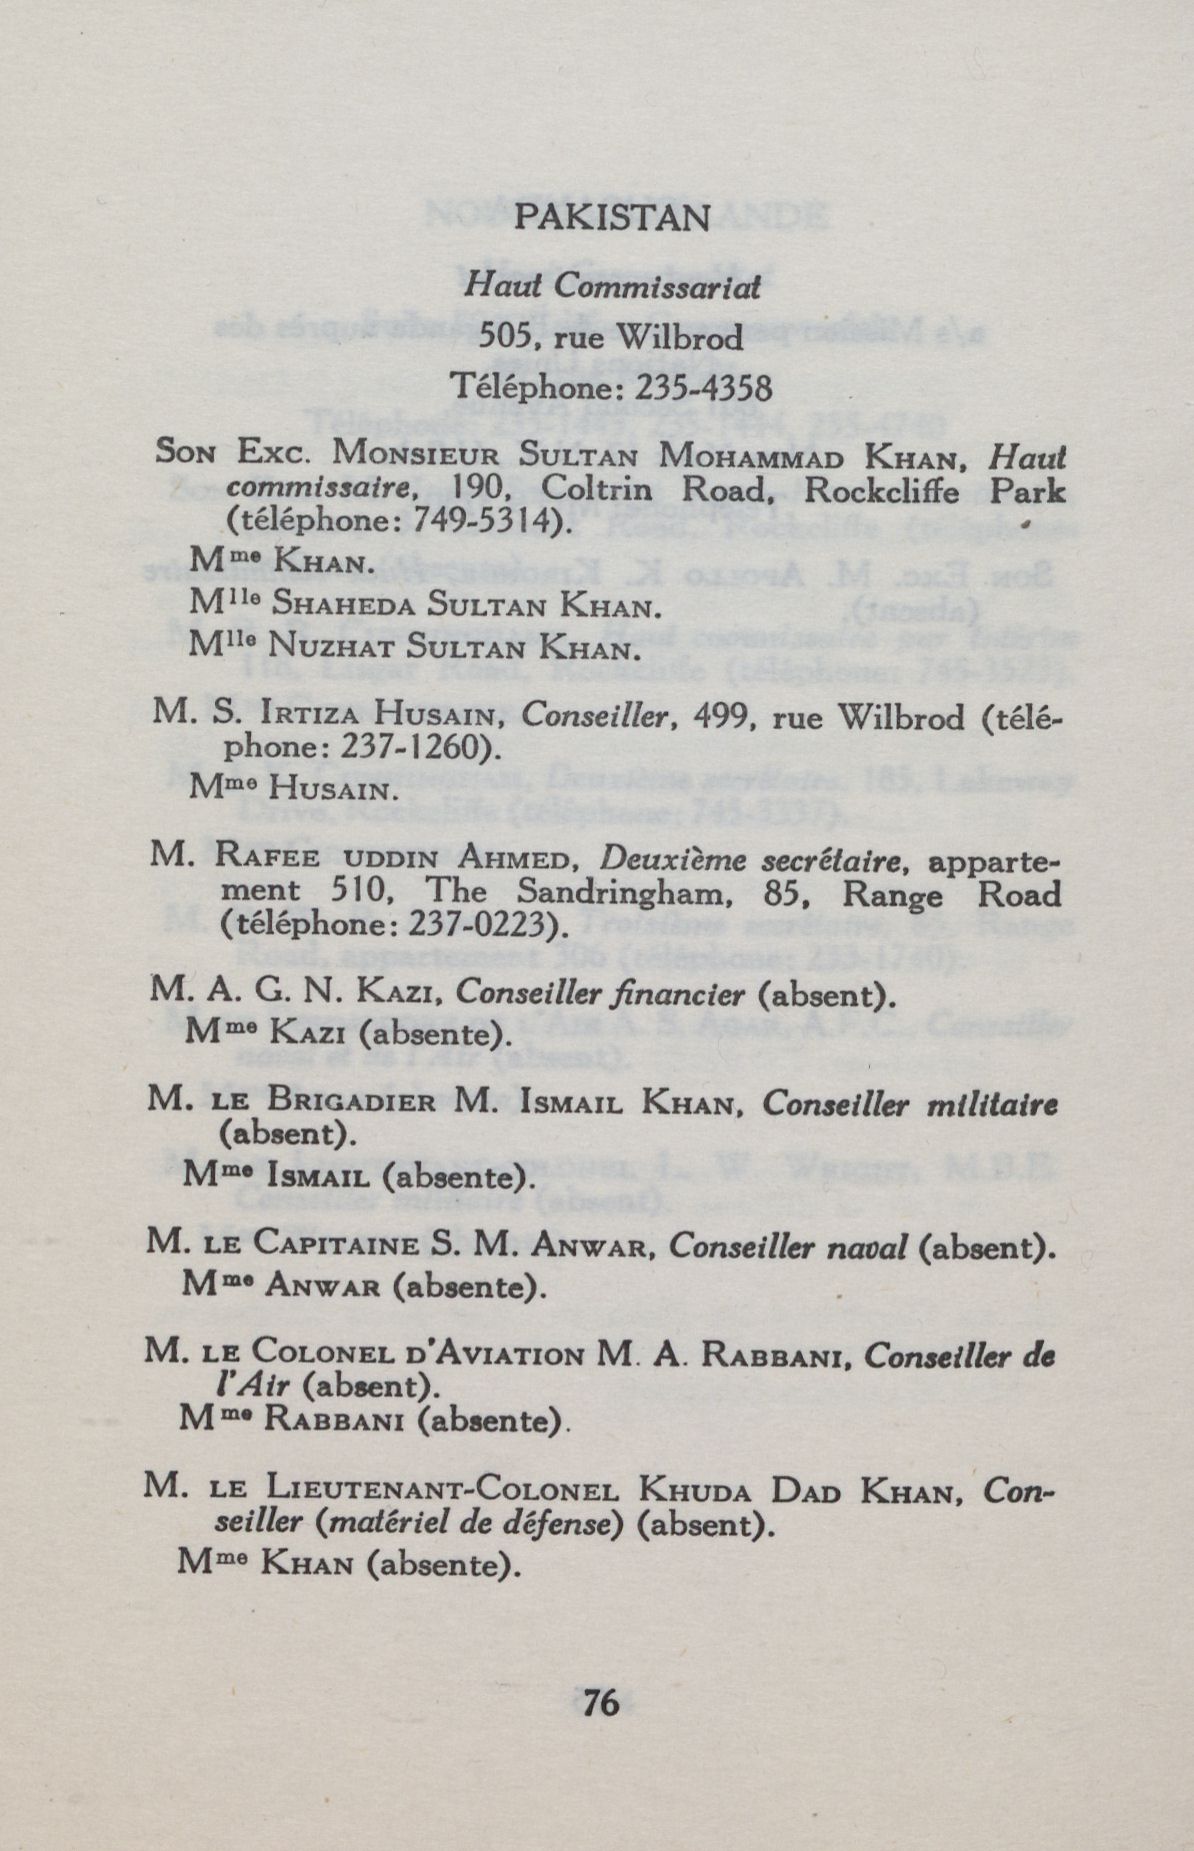 PAKISTAN
Haut Commissariat
505, rue Wilbrod
Téléphone: 235-4358
SON EXC. MONSIEUR SULTAN MOHAMMAD KHAN, Haut
commissaire, 190, Coltrin Road, Rockcliffe Park
(téléphone: 749-5314).
Mme KHAN.
Mlle SHAHEDA SULTAN KHAN.
Mlle NUZHAT SULTAN KHAN.
M. S. IRTIZA HUSAIN, Conseiller, 499, rue Wilbrod (télé-
phone: 237-1260).
Mme HUSAIN.
M. RAFEE UDDIN AHMED, Deuxième secrétaire, apparte-
ment 510, The Sandringham, 85, Range Road
(téléphone: 237-0223).
M. A. G. N. KAZI, Conseiller financier (absent).
Mme KAZI (absente).
M. LE BRIGADIER M. ISMAIL KHAN, Conseiller militaire
(absent).
Mme ISMAIL (absente).
M. LE CAPITAINE S. M. ANWAR, Conseiller naval (absent).
Mme ANWAR (absente).
M. LE COLONEL D'AVIATION M. A. RABBANI, Conseiller de
l'Air (absent).
Mme RABBANI (absente).
M. LE LIEUTENANT-COLONEL KHUDA DAD KHAN, Con-
seiller (matériel de défense) (absent).
Mme KHAN (absente).
76